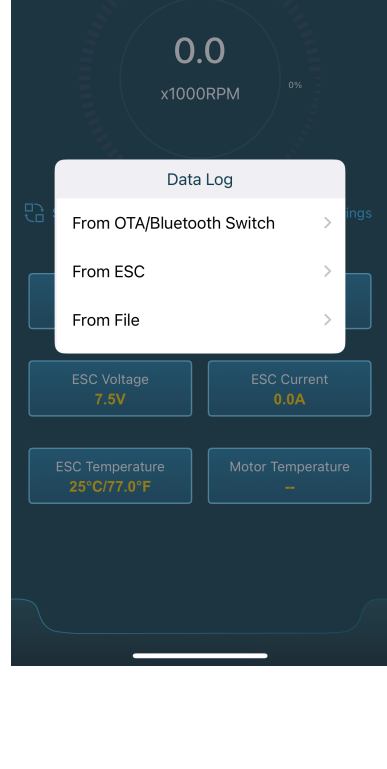 0.0
x1000RPM
0%
Data Log
From OTA/Bluetooth Switch
From ESC
From File
ESC Voltage
7.5V
ESC Current
0.0A
ESC Temperature
25°C/77.0°F
Motor Temperature
--